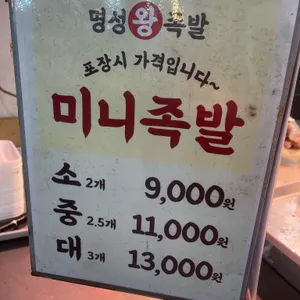 명성 왕 족발
포장시 가격입니다~
미니족발
소 2개 9,000원
중 2.5개 11,000원
대 3개 13,000원